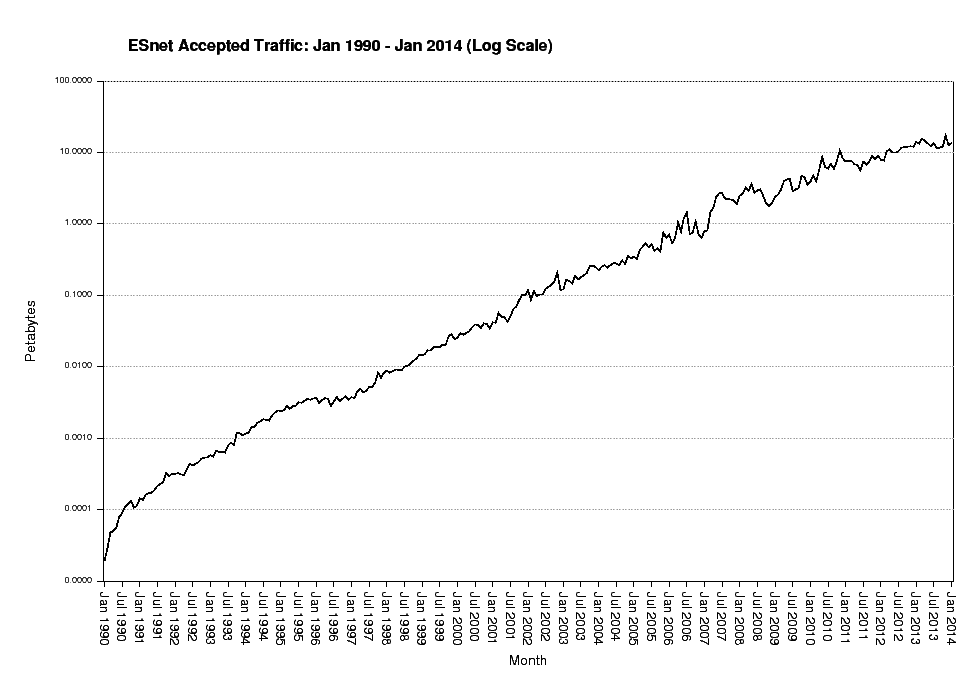 ESnet Accepted Traffic: Jan 1990 - Jan 2014 (Log Scale)
100.0000
10.0000
1.0000
0.1000
0.0100
0.0010
0.0001
0.0000
Petabytes
Jan 1990
Jul 1990
Jan 1991
Jul 1991
Jan 1992
Jul 1992
Jan 1993
Jul 1993
Jan 1994
Jul 1994
Jan 1995
Jul 1995
Jan 1996
Jul 1996
Jan 1997
Jul 1997
Jan 1998
Jul 1998
Jan 1999
Jul 1999
Jan 2000
Jul 2000
Jan 2001
Jul 2001
Jan 2002
Jul 2002
Jan 2003
Jul 2003
Jan 2004
Jul 2004
Jan 2005
Jul 2005
Jan 2006
Jul 2006
Jan 2007
Jul 2007
Jan 2008
Jul 2008
Jan 2009
Jul 2009
Jan 2010
Jul 2010
Jan 2011
Jul 2011
Jan 2012
Jul 2012
Jan 2013
Jul 2013
Jan 2014
Month